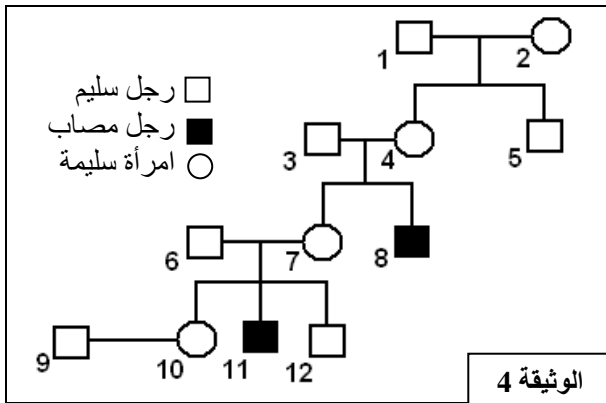 1 2
رجل سليم
رجل مصاب
امرأة سليمة
3 4 5
6 7 8
9 10 11 12
الوثيقة 4